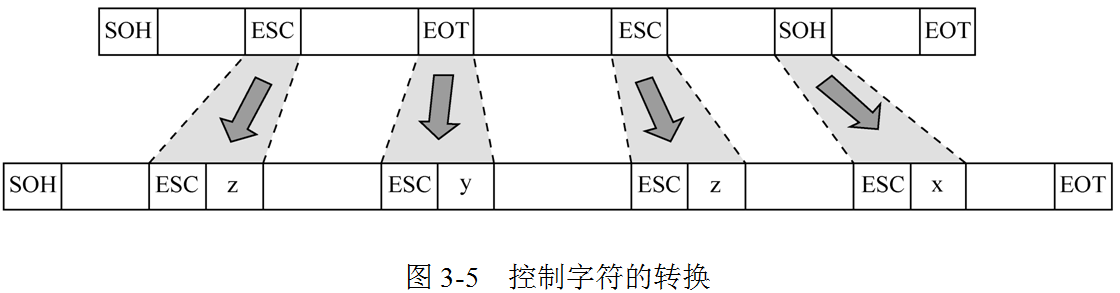 SOH ESC EOT ESC SOH EOT
SOH ESC z ESC y ESC z ESC x EOT
图 3-5 控制字符的转换